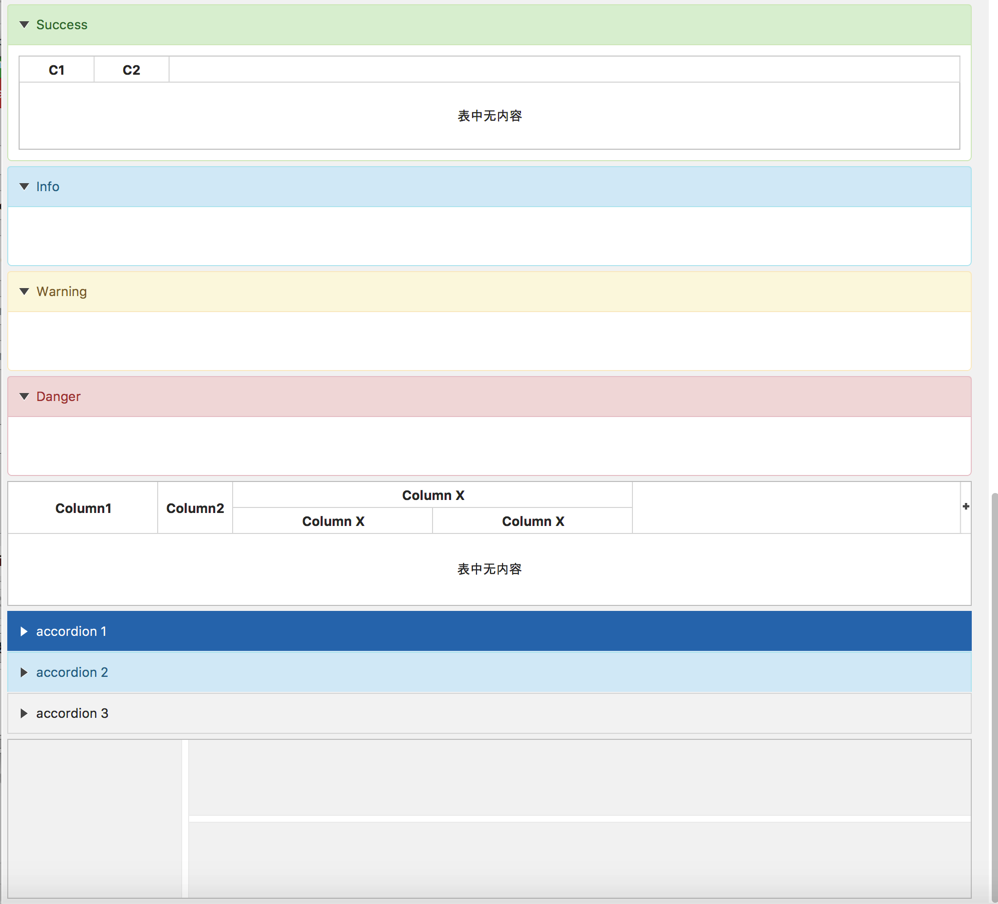 Success
C1 C2
表中无内容
Info
Warning
Danger
Column X
Column1 Column2 +
Column X Column X
表中无内容
accordion 1
accordion 2
accordion 3